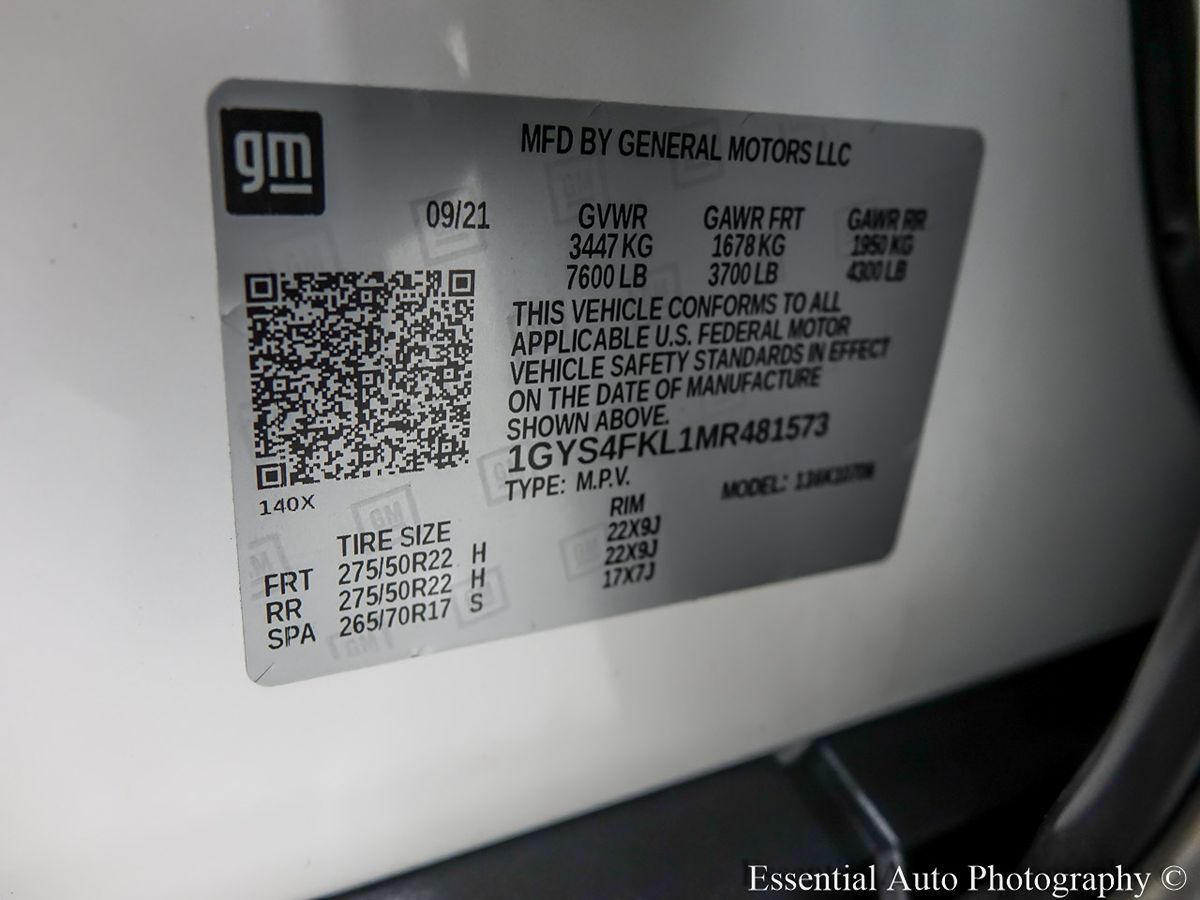 gm
MFD BY GENERAL MOTORS LLC
09/21 GVWR GAWR FRT GAWR RR
3447 KG 1678 KG 1950 KG
7600 LB 3700 LB 4300 LB
THIS VEHICLE CONFORMS TO ALL
APPLICABLE U.S. FEDERAL MOTOR
VEHICLE SAFETY STANDARDS IN EFFECT
ON THE DATE OF MANUFACTURE
SHOWN ABOVE.
1GYS4FKL1MR481573
TYPE: M.P.V. MODEL:
140X
TIRE SIZE RIM
FRT 275/50R22 H 22X9J
RR 275/50R22 H 22X9J
SPA 265/70R17 S 17X7J
Essential Auto Photography ©